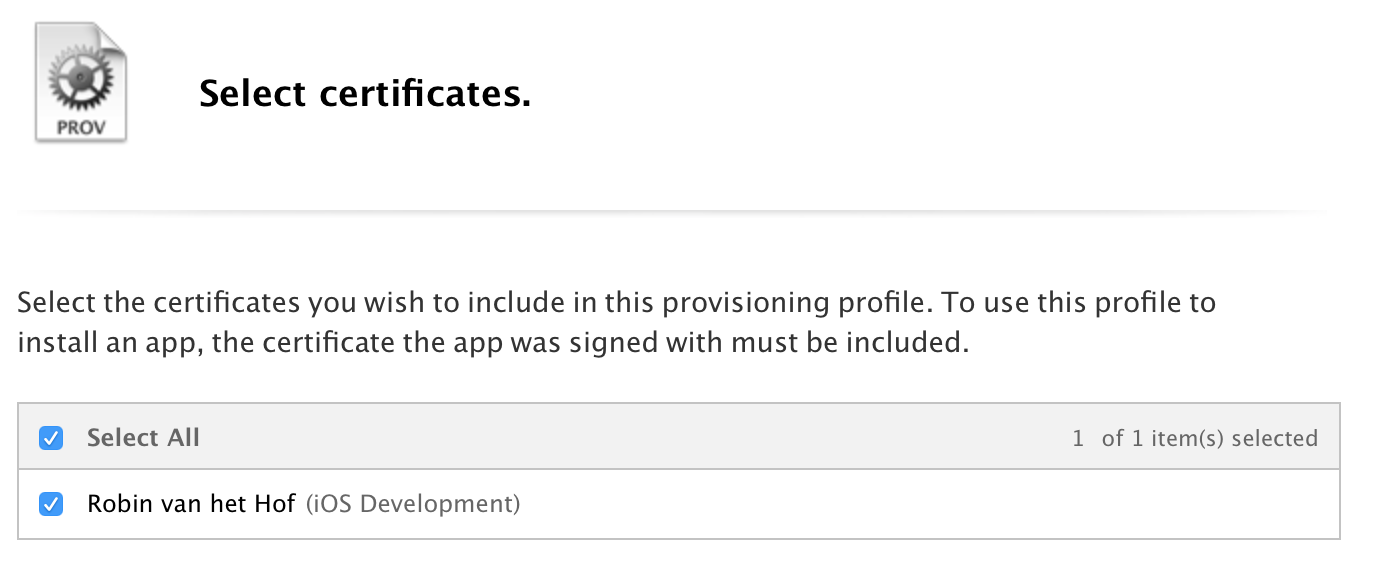 PROV
Select certificates.
Select the certificates you wish to include in this provisioning profile. To use this profile to
install an app, the certificate the app was signed with must be included.
Select All 1 of 1 item(s) selected
Robin van het Hof (iOS Development)